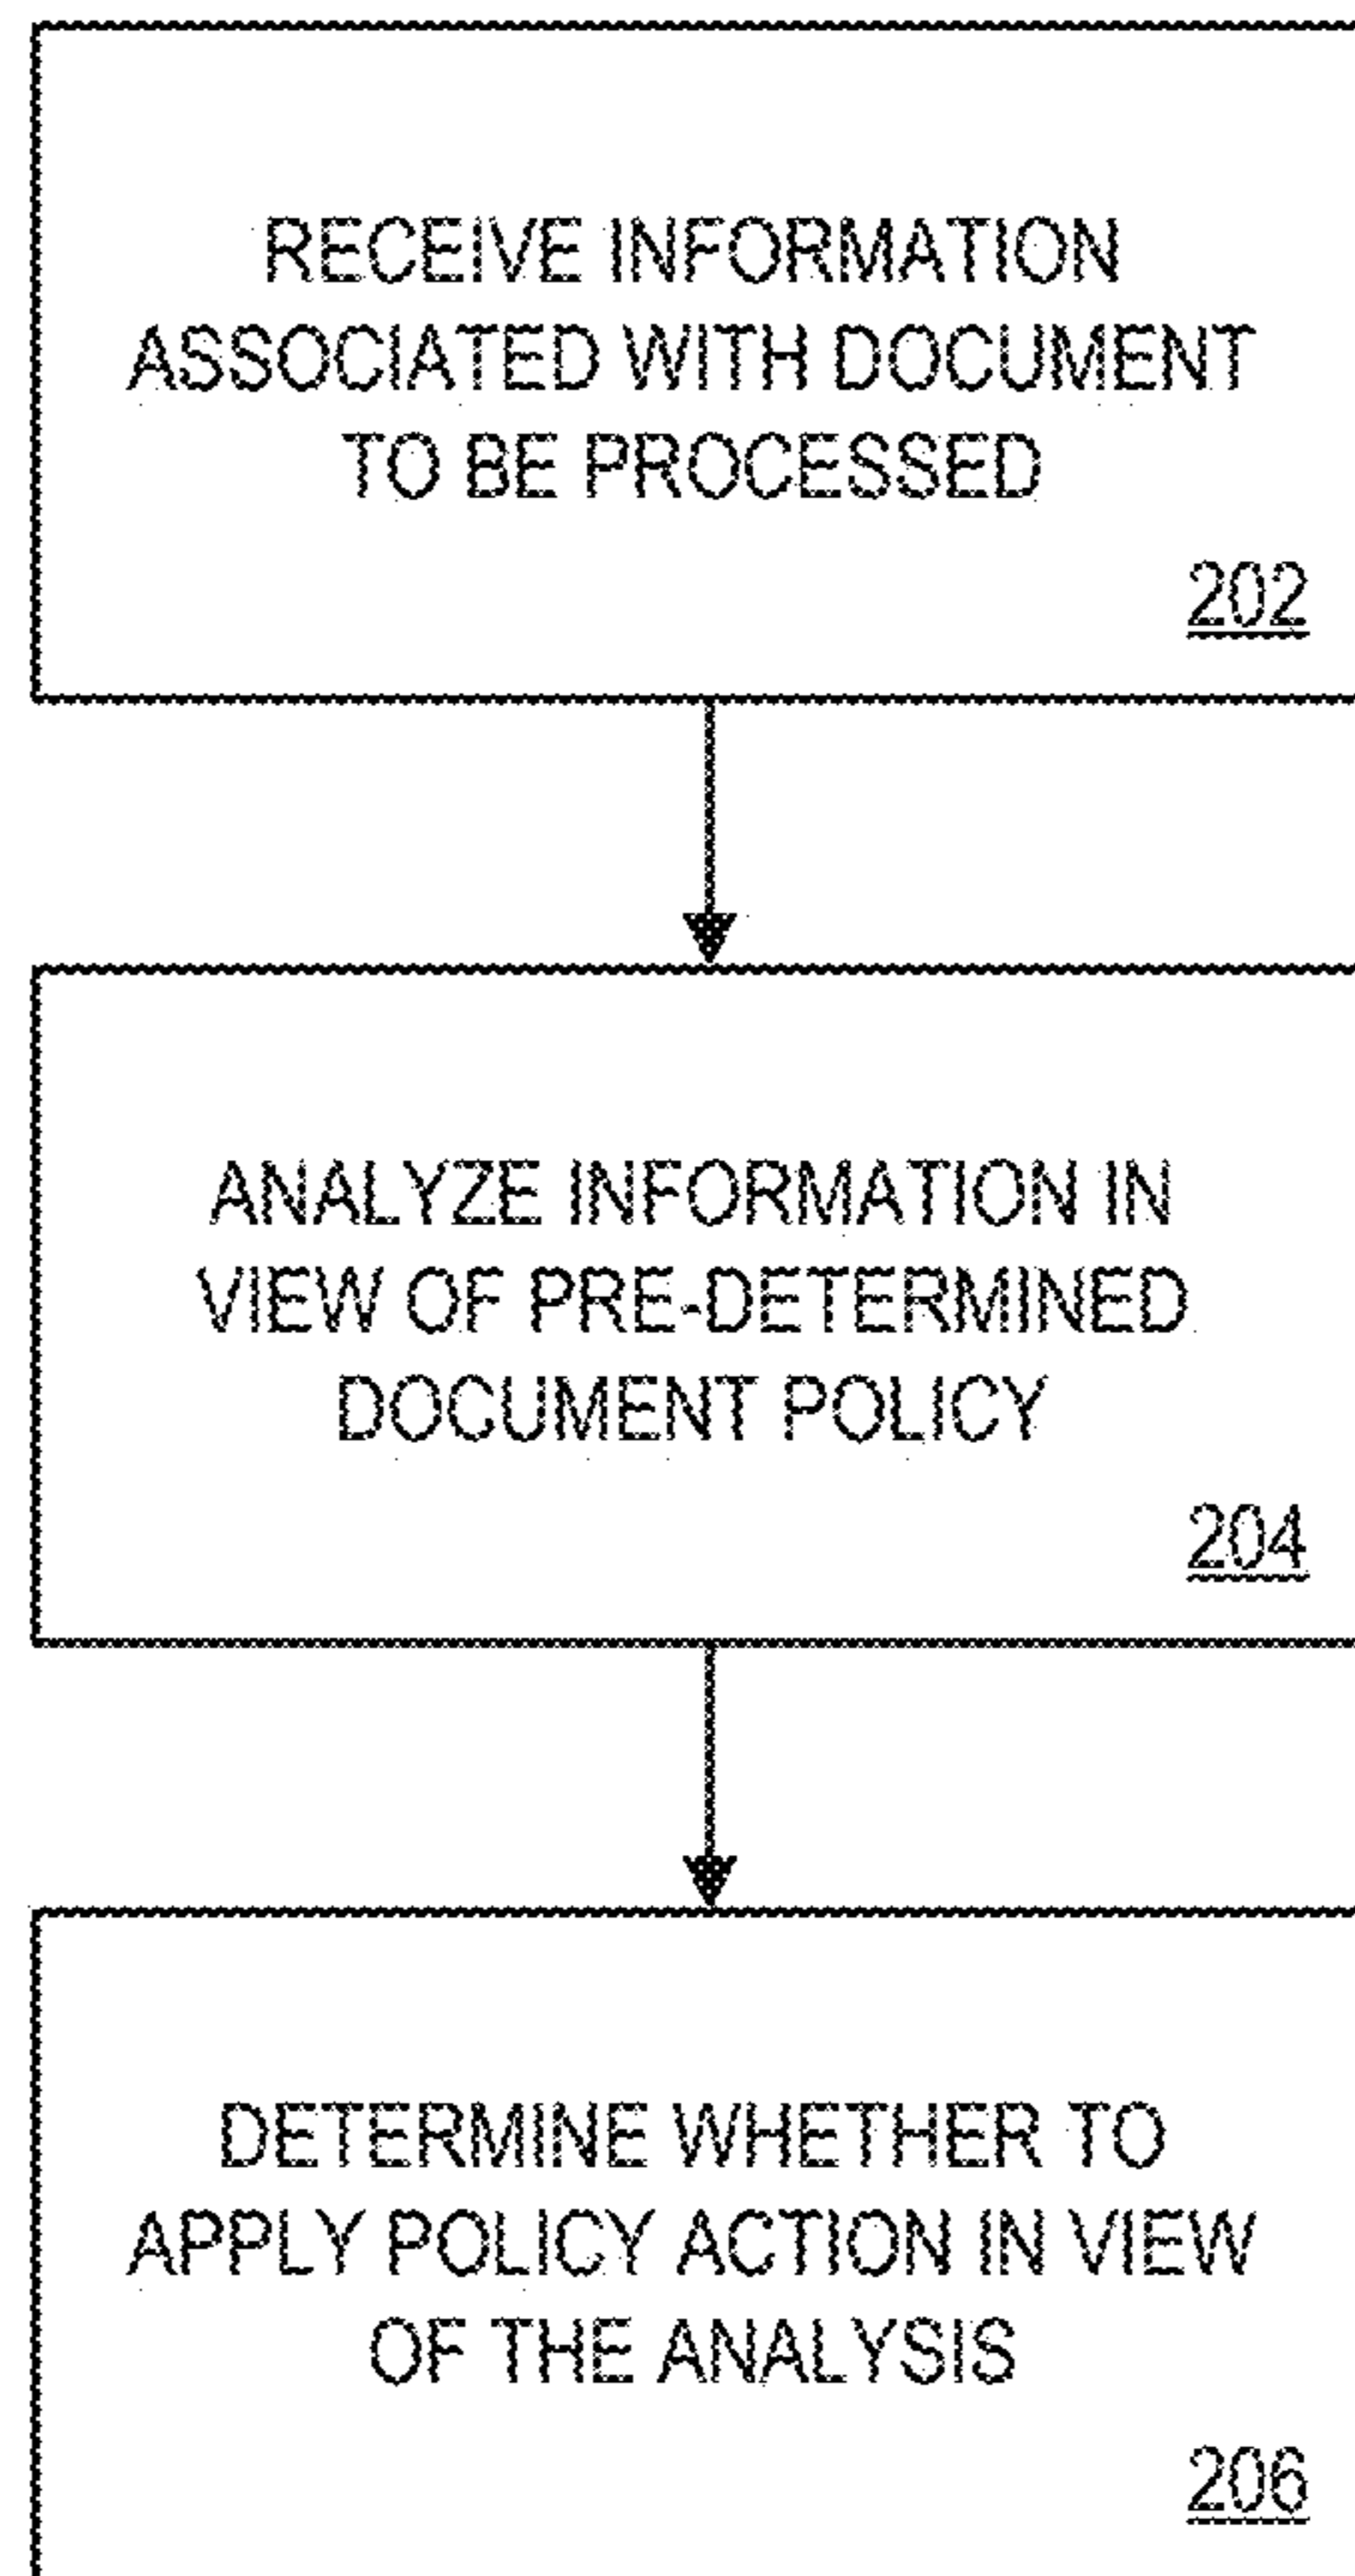 RECEIVE INFORMATION
ASSOCIATED WITH DOCUMENT
TO BE PROCESSED
202
ANALYZE INFORMATION IN
VIEW OF PRE-DETERMINED
DOCUMENT POLICY
204
DETERMINE WHETHER TO
APPLY POLICY ACTION IN VIEW
OF THE ANALYSIS
206